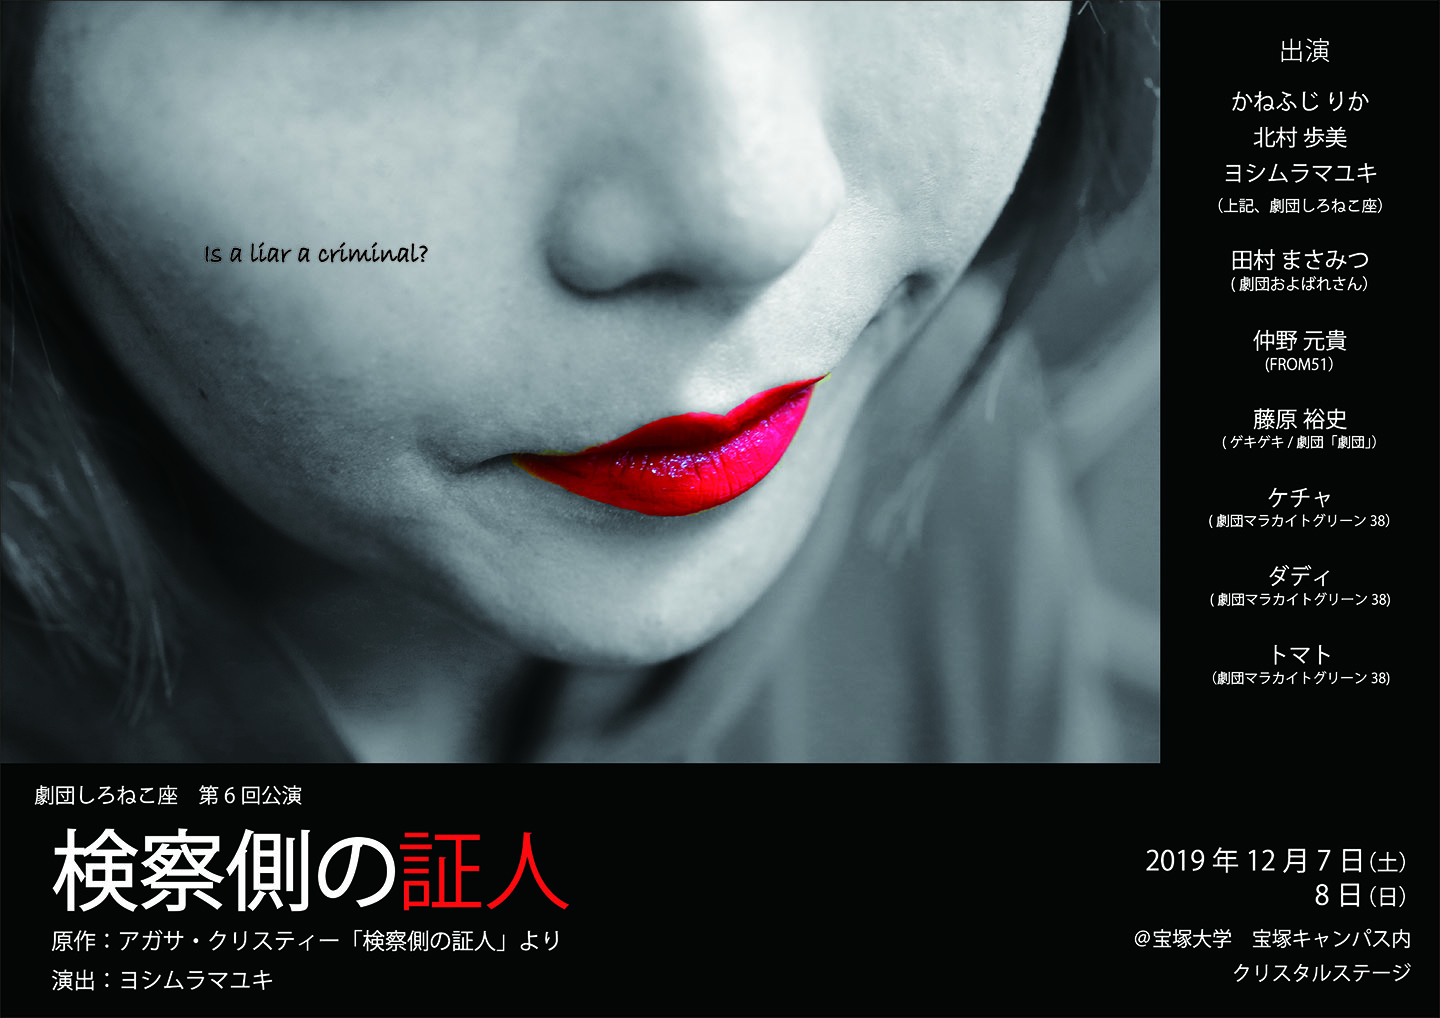 Is a liar a criminal?
出演
かねふじ りか
北村 歩美
ヨシムラマユキ
（上記、劇団しろねこ座）
田村 まさみつ
( 劇団およばれさん）
仲野 元貴
(FROM51）
藤原 裕史
( ゲキゲキ / 劇団「劇団」）
ケチャ
( 劇団マラカイトグリーン 38）
ダディ
( 劇団マラカイトグリーン 38)
トマト
（劇団マラカイトグリーン 38)
劇団しろねこ座　第 6 回公演
検察側の証人
原作：アガサ・クリスティー「検察側の証人」より
演出：ヨシムラマユキ
2019 年 12 月 7 日（土）
8 日（日）
＠宝塚大学　宝塚キャンパス内
クリスタルステージ